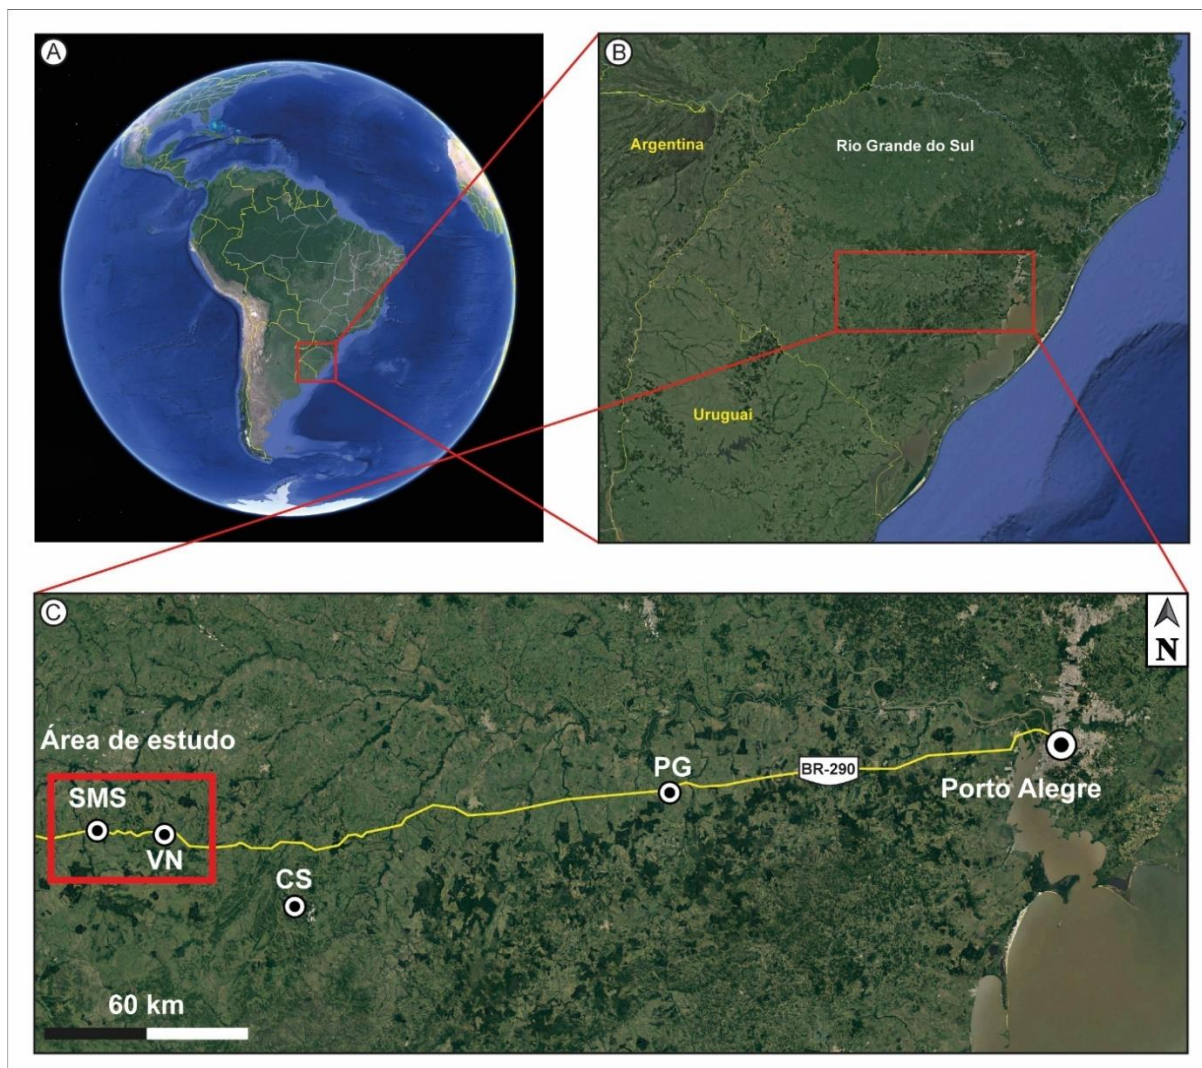 A
B
Argentina
Rio Grande do Sul
Uruguai
C
N
Área de estudo
SMS
VN
CS
PG
BR-290
Porto Alegre
60 km